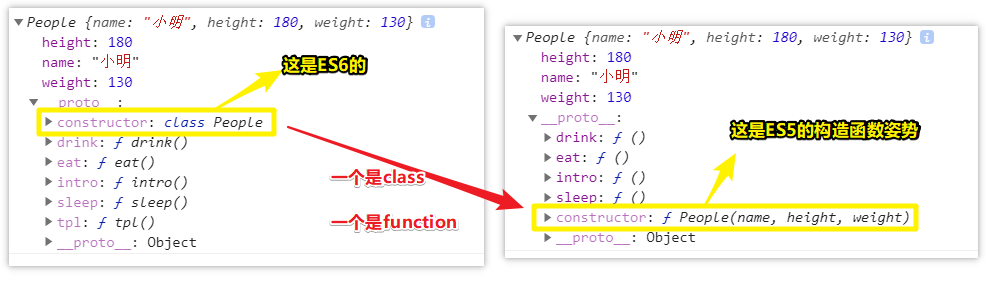 People {name: "小明", height: 180, weight: 130} i
height: 180
name: "小明"
weight: 130
__proto__:
constructor: class People
drink: ƒ drink()
eat: ƒ eat()
intro: ƒ intro()
sleep: ƒ sleep()
tpl: ƒ tpl()
__proto__: Object
这是ES6的
一个是class
一个是function
People {name: "小明", height: 180, weight: 130} i
height: 180
name: "小明"
weight: 130
__proto__:
drink: ƒ ()
eat: ƒ ()
intro: ƒ ()
sleep: ƒ ()
constructor: ƒ People(name, height, weight)
__proto__: Object
这是ES5的构造函数姿势